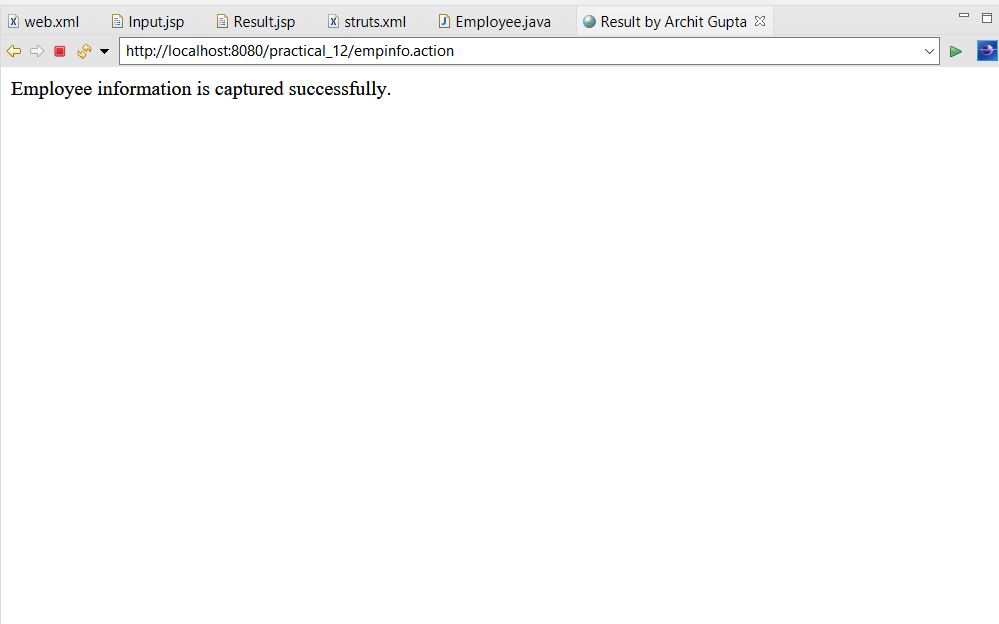 web.xml Input.jsp Result.jsp struts.xml Employee.java Result by Archit Gupta
http://localhost:8080/practical_12/empinfo.action
Employee information is captured successfully.